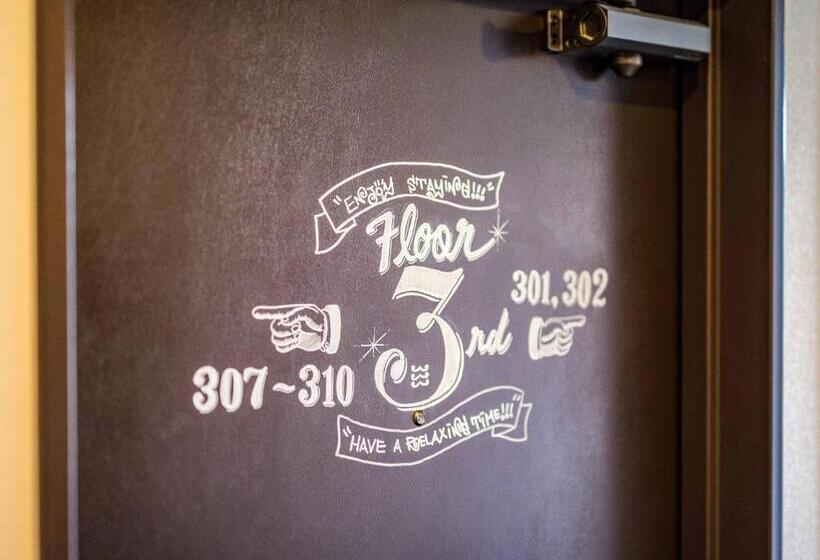 "ENJOY STAYING!!!"
Floor
3rd
301, 302
307~310
"HAVE A RELAXING TIME!!!"